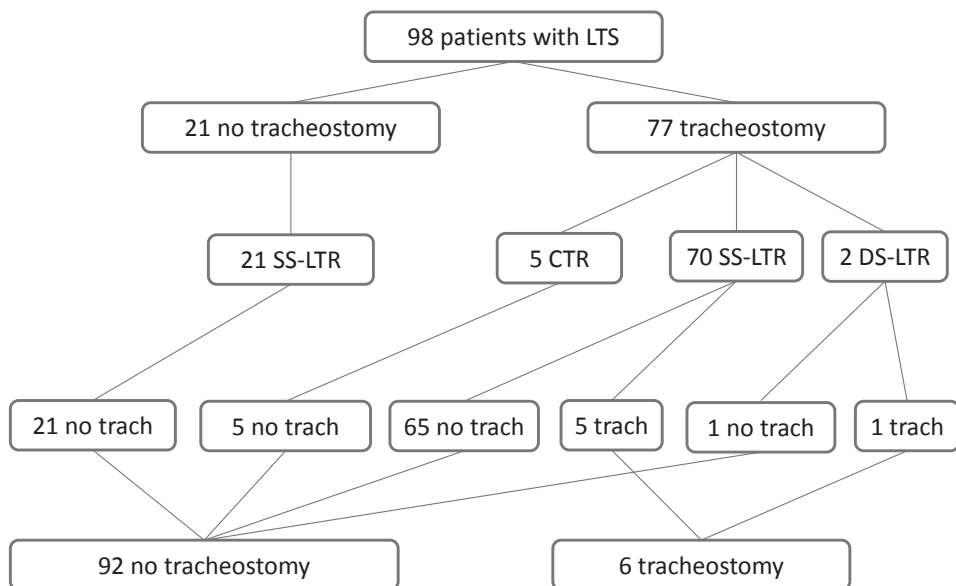 98 patients with LTS
21 no tracheostomy
77 tracheostomy
21 SS-LTR
5 CTR
70 SS-LTR
2 DS-LTR
21 no trach
5 no trach
65 no trach
5 trach
1 no trach
1 trach
92 no tracheostomy
6 tracheostomy